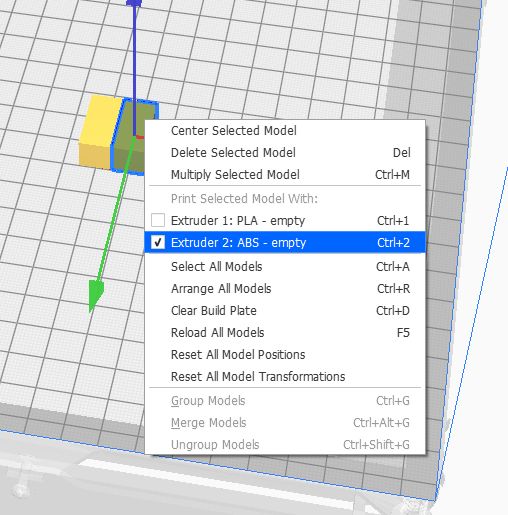 Center Selected Model
Delete Selected Model Del
Multiply Selected Model Ctrl+M
Print Selected Model With:
Extruder 1: PLA - empty Ctrl+1
Extruder 2: ABS - empty Ctrl+2
Select All Models Ctrl+A
Arrange All Models Ctrl+R
Clear Build Plate Ctrl+D
Reload All Models F5
Reset All Model Positions
Reset All Model Transformations
Group Models Ctrl+G
Merge Models Ctrl+Alt+G
Ungroup Models Ctrl+Shift+G